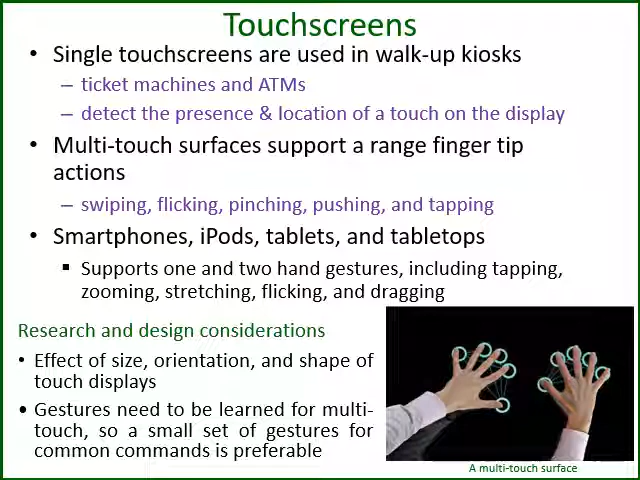 Touchscreens
• Single touchscreens are used in walk-up kiosks
– ticket machines and ATMs
– detect the presence & location of a touch on the display
• Multi-touch surfaces support a range finger tip
actions
– swiping, flicking, pinching, pushing, and tapping
• Smartphones, iPods, tablets, and tabletops
▪ Supports one and two hand gestures, including tapping,
zooming, stretching, flicking, and dragging
Research and design considerations
• Effect of size, orientation, and shape of
touch displays
• Gestures need to be learned for multi-
touch, so a small set of gestures for
common commands is preferable
A multi-touch surface